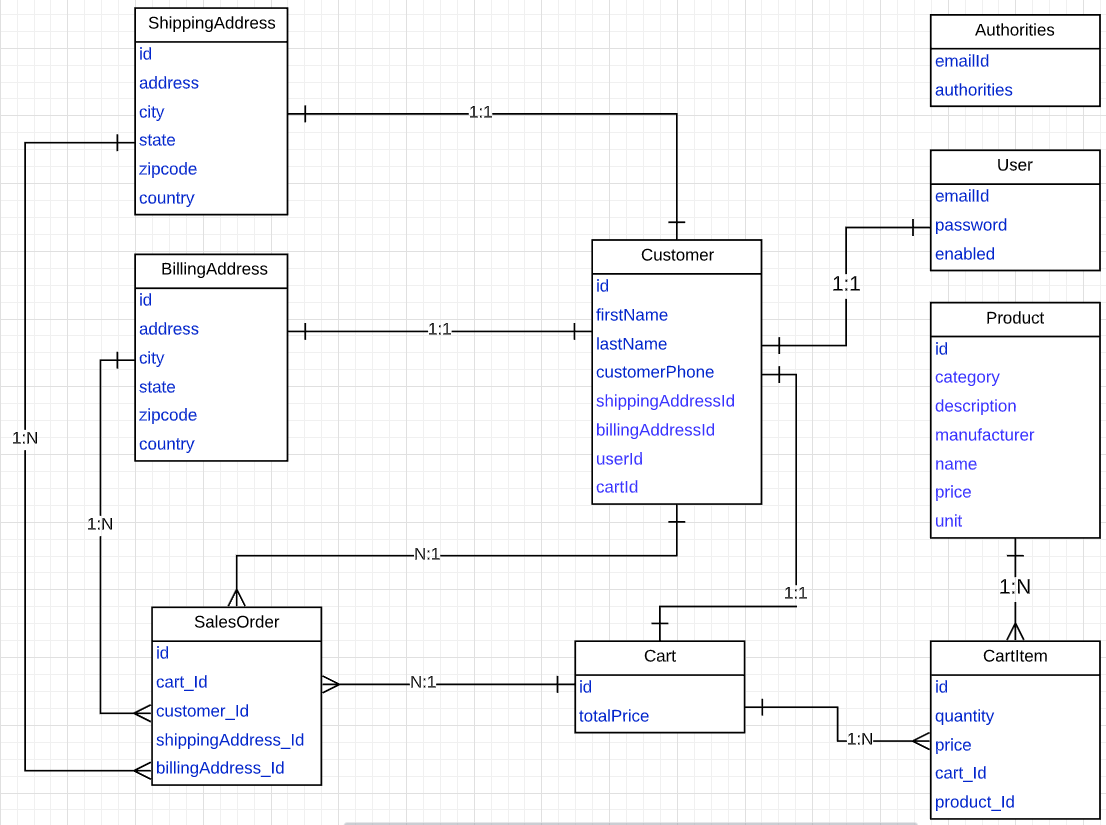 ShippingAddress
id
address
city
state
zipcode
country
BillingAddress
id
address
city
state
zipcode
country
Customer
id
firstName
lastName
customerPhone
shippingAddressId
billingAddressId
userId
cartId
Authorities
emailId
authorities
User
emailId
password
enabled
Product
id
category
description
manufacturer
name
price
unit
SalesOrder
id
cart_Id
customer_Id
shippingAddress_Id
billingAddress_Id
Cart
id
totalPrice
CartItem
id
quantity
price
cart_Id
product_Id
1:1
1:1
1:1
1:N
1:N
N:1
1:1
1:N
N:1
1:N